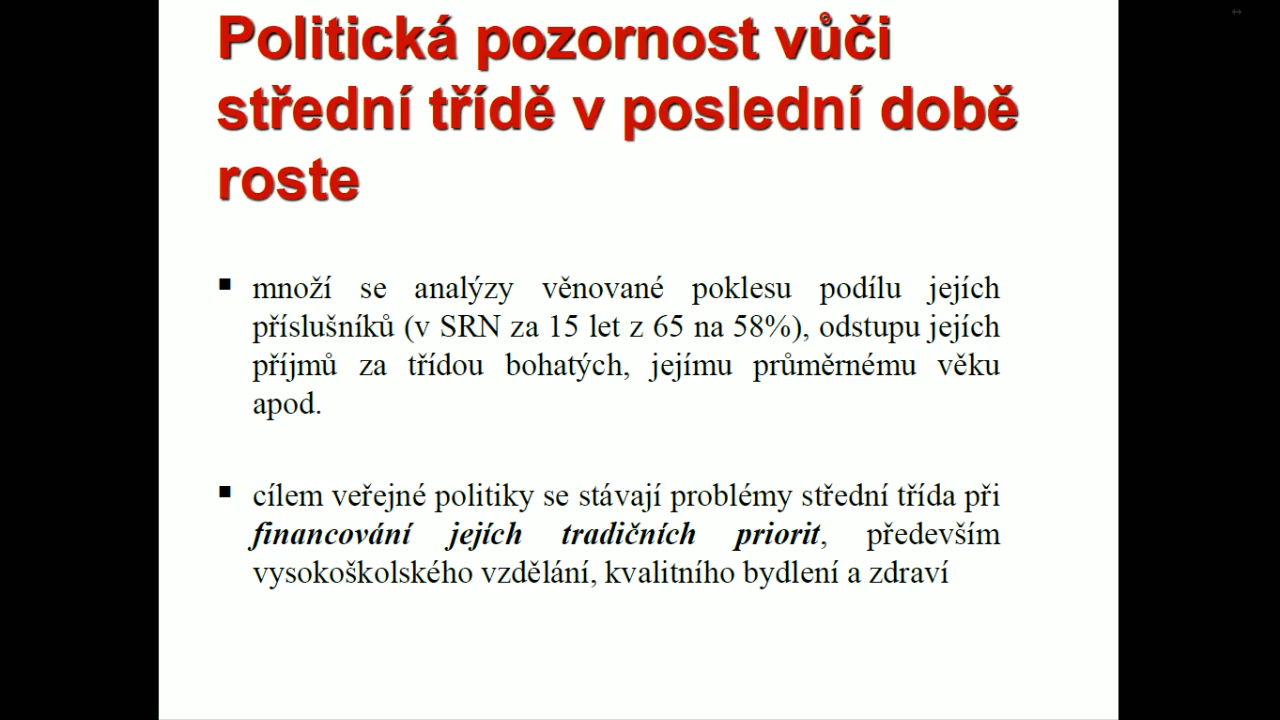 Politická pozornost vůči
střední třídě v poslední době
roste
▪ množí se analýzy věnované poklesu podílu jejích
příslušníků (v SRN za 15 let z 65 na 58%), odstupu jejích
příjmů za třídou bohatých, jejímu průměrnému věku
apod.
▪ cílem veřejné politiky se stávají problémy střední třída při
financování jejích tradičních priorit, především
vysokoškolského vzdělání, kvalitního bydlení a zdraví